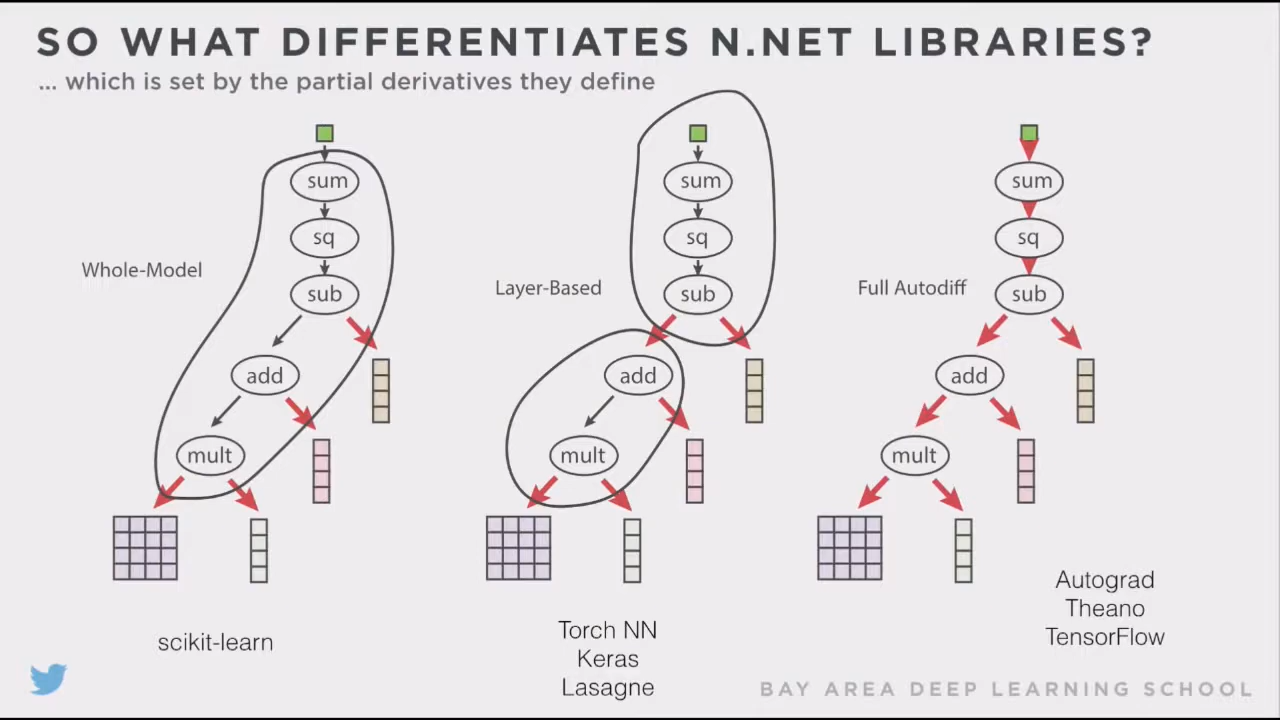 SO WHAT DIFFERENTIATES N.NET LIBRARIES?
... which is set by the partial derivatives they define
Whole-Model
sum
sq
sub
add
mult
scikit-learn
Layer-Based
sum
sq
sub
add
mult
Torch NN
Keras
Lasagne
Full Autodiff
sum
sq
sub
add
mult
Autograd
Theano
TensorFlow
BAY AREA DEEP LEARNING SCHOOL